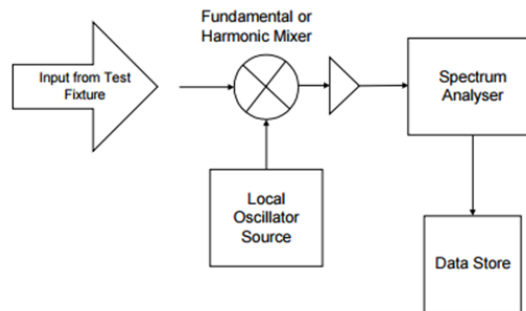 Fundamental or
Harmonic Mixer
Input from Test
Fixture
Spectrum
Analyser
Local
Oscillator
Source
Data Store